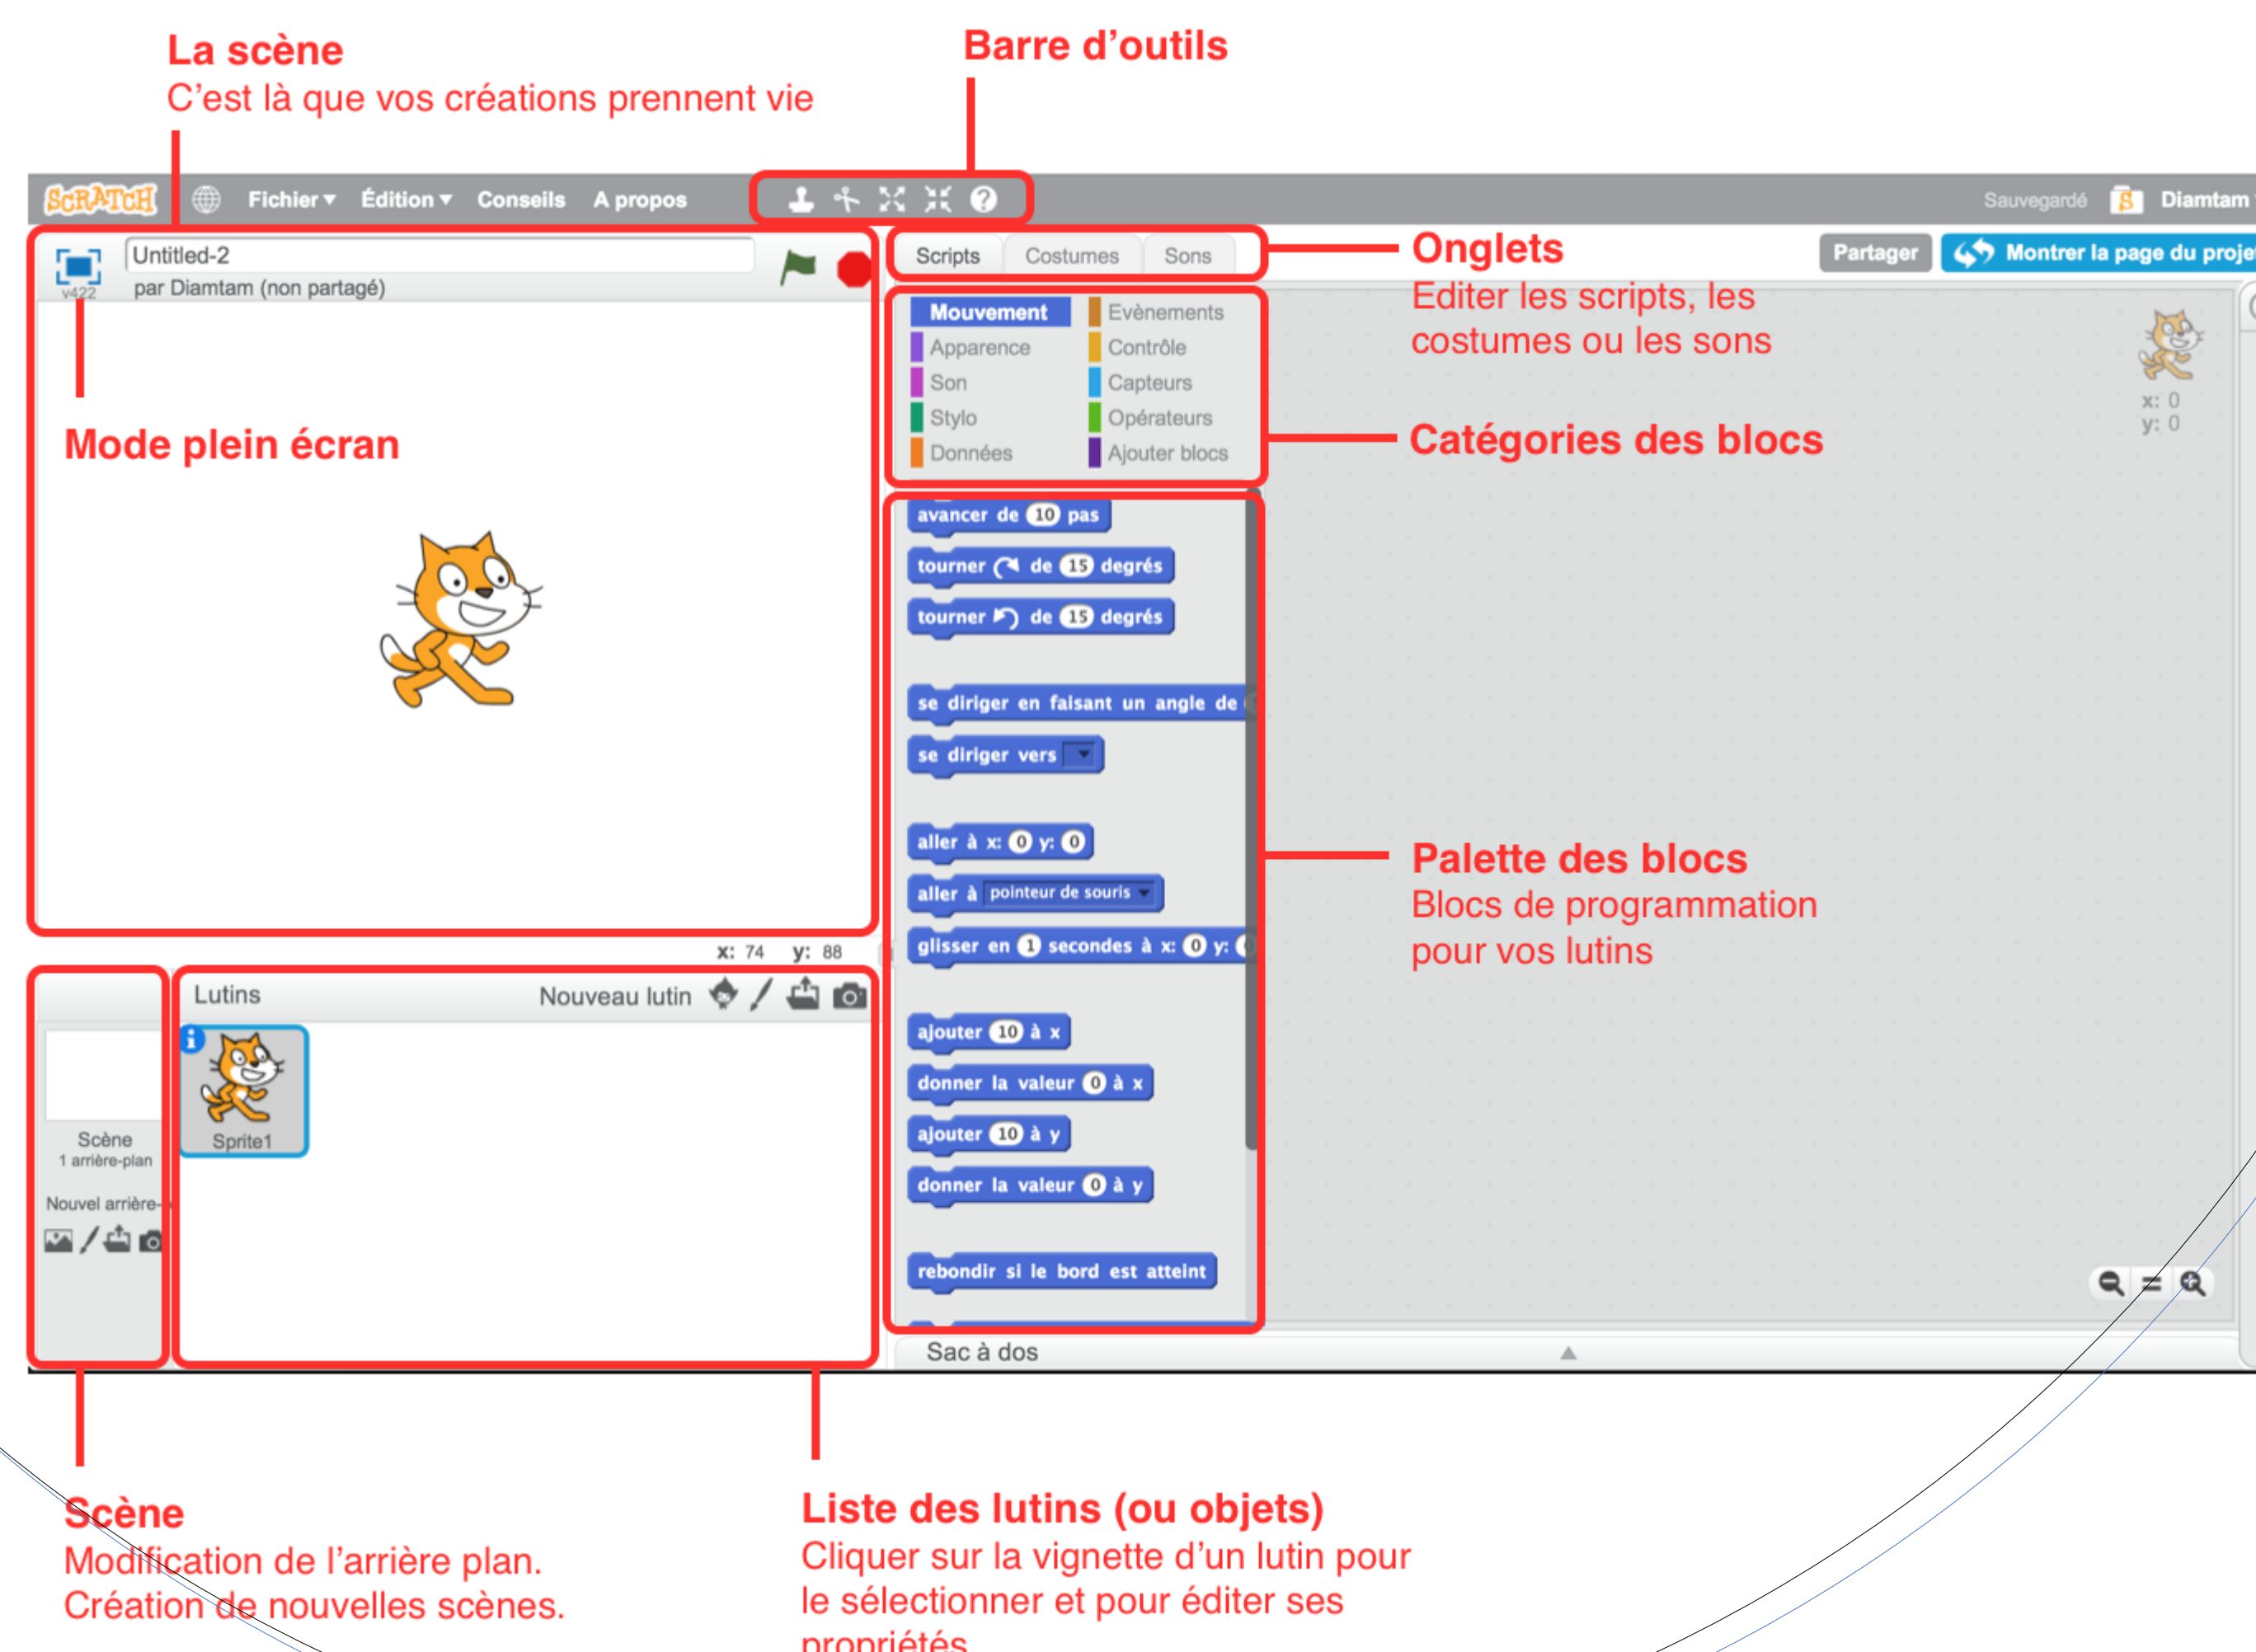 La scène
C'est là que vos créations prennent vie
Barre d'outils
SCRATCH Fichier Édition Conseils A propos ? Sauvegardé S Diamtam
Untitled-2
v422
par Diamtam (non partagé)
Scripts Costumes Sons
Onglets
Editer les scripts, les
costumes ou les sons
Partager
Montrer la page du projet
Mode plein écran
Mouvement Evènements
Apparence Contrôle
Son Capteurs
Stylo Opérateurs
Données Ajouter blocs
Catégories des blocs
x: 0
y: 0
avancer de 10 pas
tourner de 15 degrés
tourner de 15 degrés
se diriger en faisant un angle de
se diriger vers
aller à x: 0 y: 0
aller à pointeur de souris
glisser en 1 secondes à x: 0 y: 0
ajouter 10 à x
donner la valeur 0 à x
ajouter 10 à y
donner la valeur 0 à y
rebondir si le bord est atteint
Palette des blocs
Blocs de programmation
pour vos lutins
x: 74 y: 88
Lutins Nouveau lutin
Sprite1
Scène
1 arrière-plan
Nouvel arrière-
Sac à dos
Scène
Modification de l'arrière plan.
Création de nouvelles scènes.
Liste des lutins (ou objets)
Cliquer sur la vignette d'un lutin pour
le sélectionner et pour éditer ses
propriétés